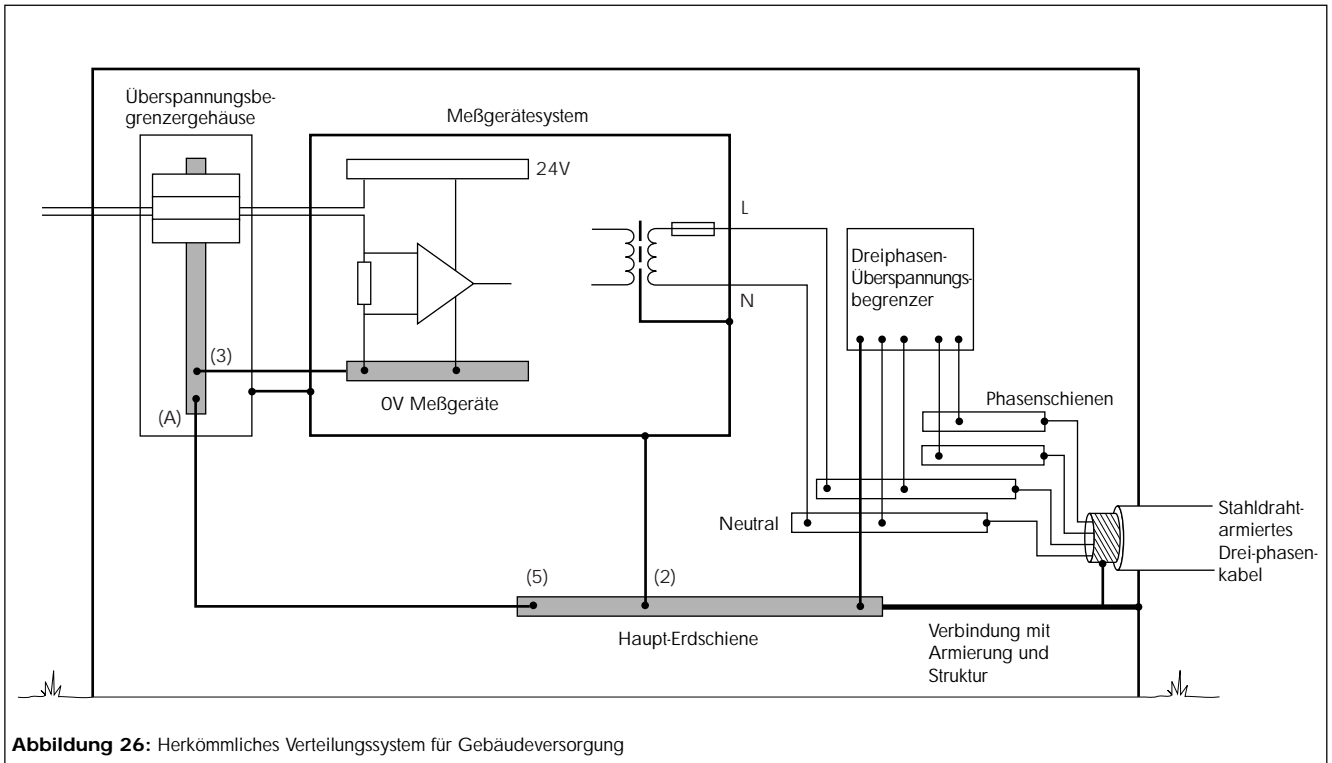 Überspannungsbe-
grenzergehäuse
Meßgerätesystem
24V
L
Dreiphasen-
Überspannungs-
begrenzer
N
(3)
0V Meßgeräte
(A)
Phasenschienen
Neutral
Stahldraht-
armiertes
Drei-phasen-
kabel
(5)
(2)
Haupt-Erdschiene
Verbindung mit
Armierung und
Struktur
Abbildung 26: Herkömmliches Verteilungssystem für Gebäudeversorgung